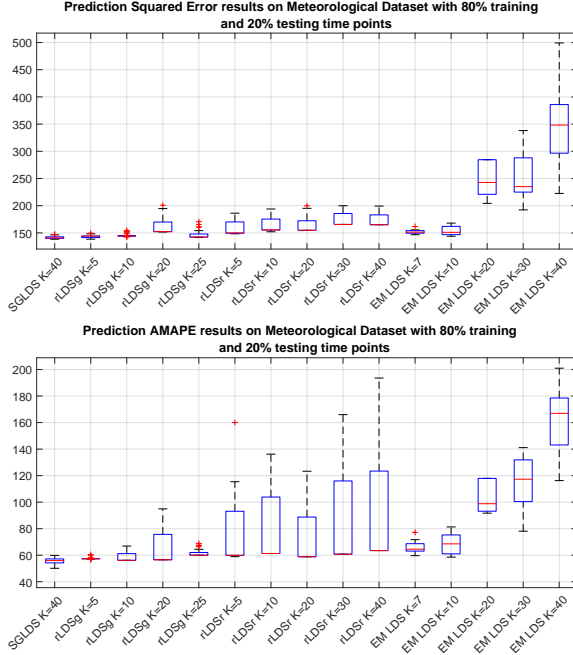 Prediction Squared Error results on Meteorological Dataset with 80% training
and 20% testing time points
500
450
400
350
300
250
200
150
SGLDS K=40
rLDSg K=5
rLDSg K=10
rLDSg K=20
rLDSg K=25
rLDSr K=5
rLDSr K=10
rLDSr K=20
rLDSr K=30
rLDSr K=40
EM LDS K=7
EM LDS K=10
EM LDS K=20
EM LDS K=30
EM LDS K=40
Prediction AMAPE results on Meteorological Dataset with 80% training
and 20% testing time points
200
180
160
140
120
100
80
60
40
SGLDS K=40
rLDSg K=5
rLDSg K=10
rLDSg K=20
rLDSg K=25
rLDSr K=5
rLDSr K=10
rLDSr K=20
rLDSr K=30
rLDSr K=40
EM LDS K=7
EM LDS K=10
EM LDS K=20
EM LDS K=30
EM LDS K=40